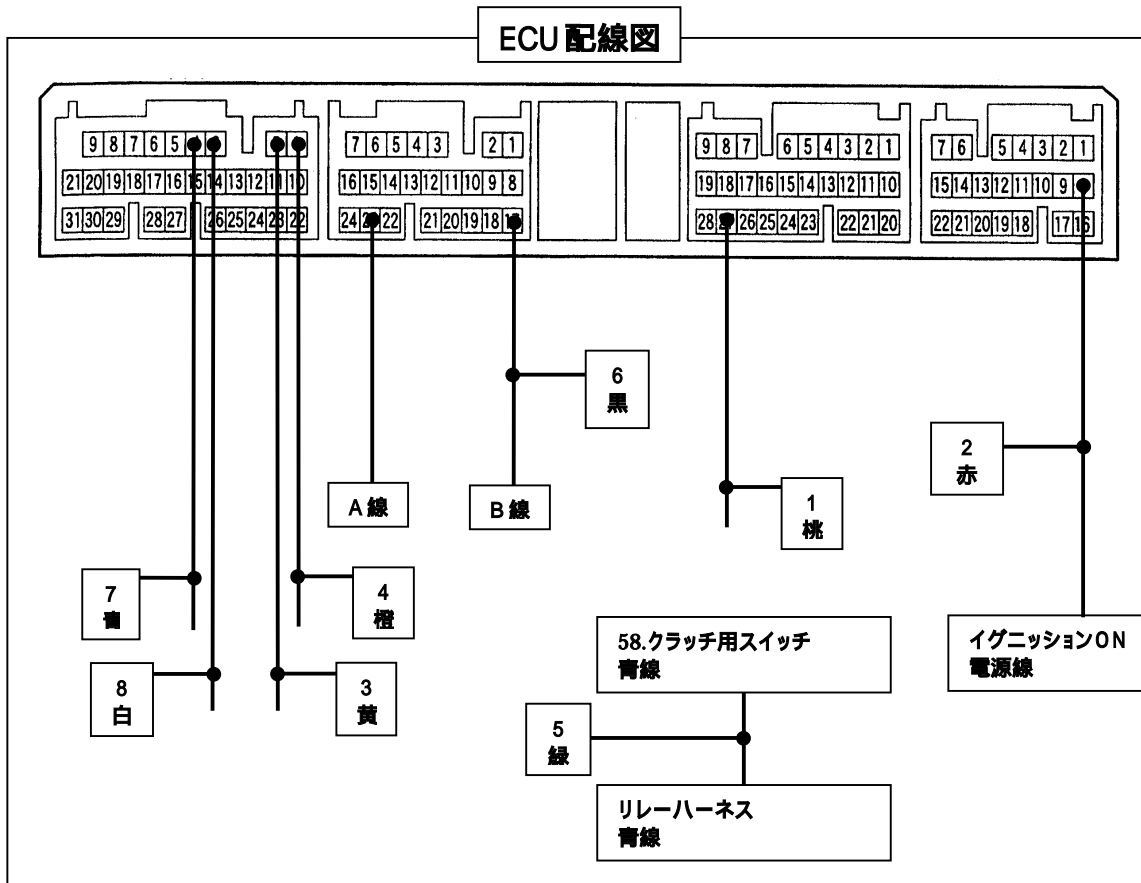 ECU 配線図
9 8 7 6 5
21 20 19 18 17 16 15 14 13 12 11 10
31 30 29 28 27 26 25 24 23 22
7 6 5 4 3 2 1
16 15 14 13 12 11 10 9 8
24 22 21 20 19 18
9 8 7 6 5 4 3 2 1
19 18 17 16 15 14 13 12 11 10
28 26 25 24 23 22 21 20
7 6 5 4 3 2 1
15 14 13 12 11 10 9
22 21 20 19 18 17 16
6
黒
2
赤
A 線
B 線
1
桃
7
青
4
橙
8
白
3
黄
58.クラッチ用スイッチ
青線
5
緑
リレーハーネス
青線
イグニッションON
電源線